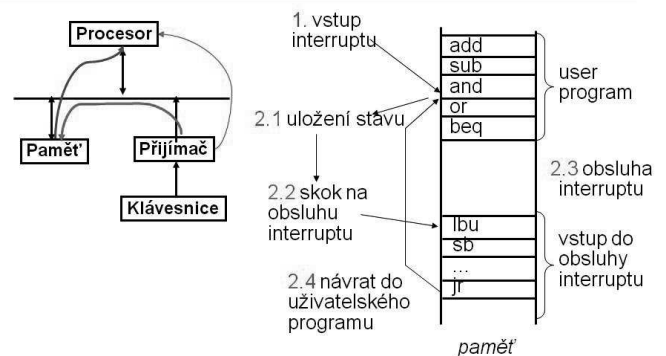 Procesor
Paměť
Přijímač
Klávesnice
1. vstup
interruptu
2.1 uložení stavu
2.2 skok na
obsluhu
interruptu
2.4 návrat do
uživatelského
programu
add
sub
and
or
beq
lbu
sb
...
jr
paměť
user
program
2.3 obsluha
interruptu
vstup do
obsluhy
interruptu